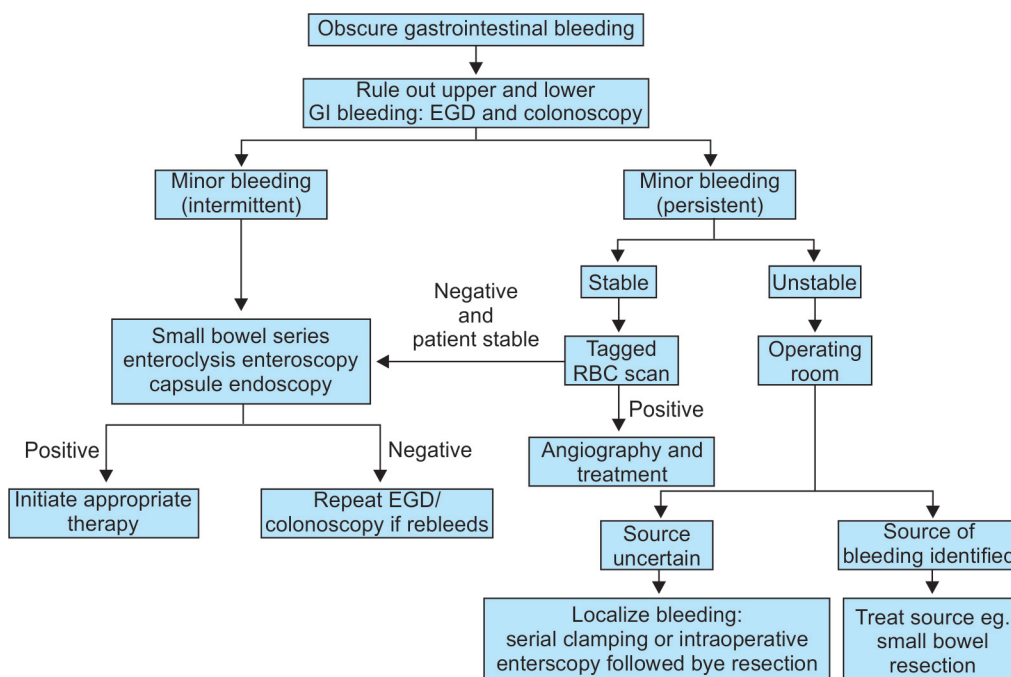 Obscure gastrointestinal bleeding
Rule out upper and lower
GI bleeding: EGD and colonoscopy
Minor bleeding
(intermittent)
Minor bleeding
(persistent)
Stable
Unstable
Negative
and
patient stable
Small bowel series
enteroclysis enteroscopy
capsule endoscopy
Tagged
RBC scan
Operating
room
Positive
Positive
Negative
Angiography and
treatment
Initiate appropriate
therapy
Repeat EGD/
colonoscopy if rebleeds
Source
uncertain
Source of
bleeding identified
Localize bleeding:
serial clamping or intraoperative
enterscopy followed bye resection
Treat source eg.
small bowel
resection